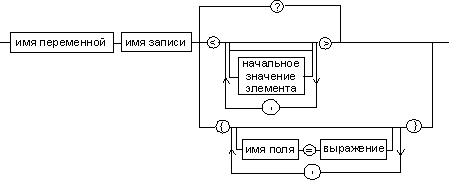 ?
имя переменной имя записи < >
начальное
значение
элемента
,
{ }
имя поля = выражение
,